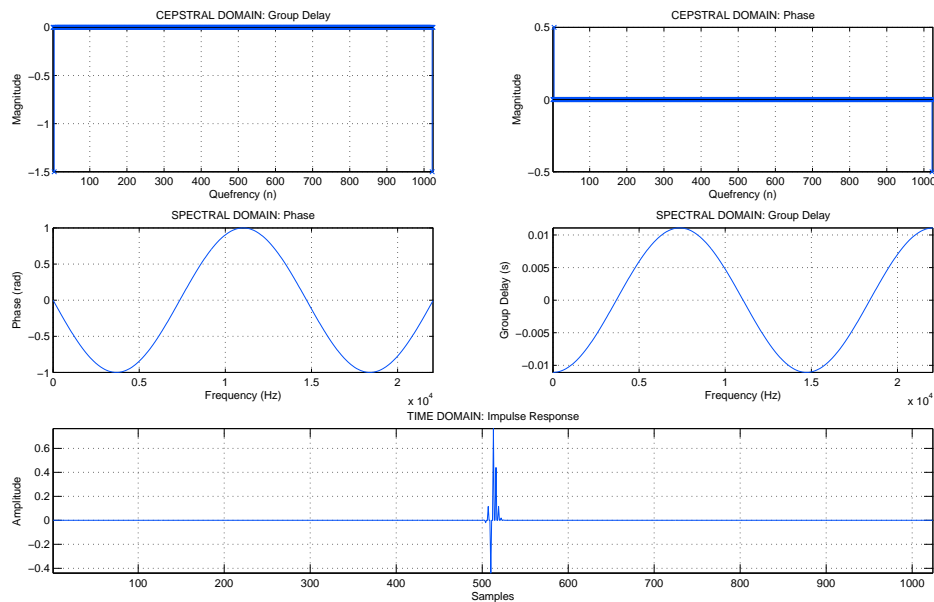 CEPSTRAL DOMAIN: Group Delay
0
−0.5
−1
−1.5
Magnitude
100 200 300 400 500 600 700 800 900 1000
Quefrency (n)
CEPSTRAL DOMAIN: Phase
0.5
0
−0.5
Magnitude
100 200 300 400 500 600 700 800 900 1000
Quefrency (n)
SPECTRAL DOMAIN: Phase
1
0.5
0
−0.5
−1
Phase (rad)
0 0.5 1 1.5 2
x 10^4
Frequency (Hz)
SPECTRAL DOMAIN: Group Delay
0.01
0.005
0
−0.005
−0.01
Group Delay (s)
0 0.5 1 1.5 2
x 10^4
Frequency (Hz)
TIME DOMAIN: Impulse Response
0.6
0.4
0.2
0
−0.2
−0.4
Amplitude
100 200 300 400 500 600 700 800 900 1000
Samples